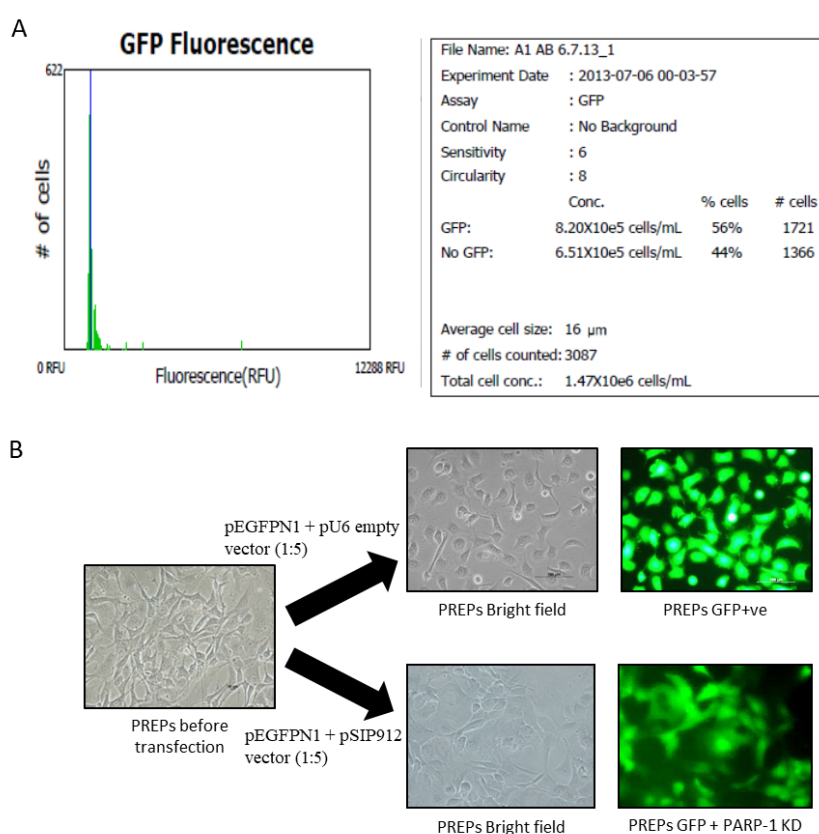 A
GFP Fluorescence
622
# of cells
0 RFU
Fluorescence(RFU)
12288 RFU
File Name: A1 AB 6.7.13_1
Experiment Date : 2013-07-06 00-03-57
Assay : GFP
Control Name : No Background
Sensitivity : 6
Circularity : 8
Conc. % cells # cells
GFP: 8.20X10e5 cells/mL 56% 1721
No GFP: 6.51X10e5 cells/mL 44% 1366
Average cell size: 16 µm
# of cells counted: 3087
Total cell conc.: 1.47X10e6 cells/mL
B
pEGFPN1 + pU6 empty
vector (1:5)
PREPs Bright field
PREPs GFP+ve
PREPs before
transfection
pEGFPN1 + pSIP912
vector (1:5)
PREPs Bright field
PREPs GFP + PARP-1 KD